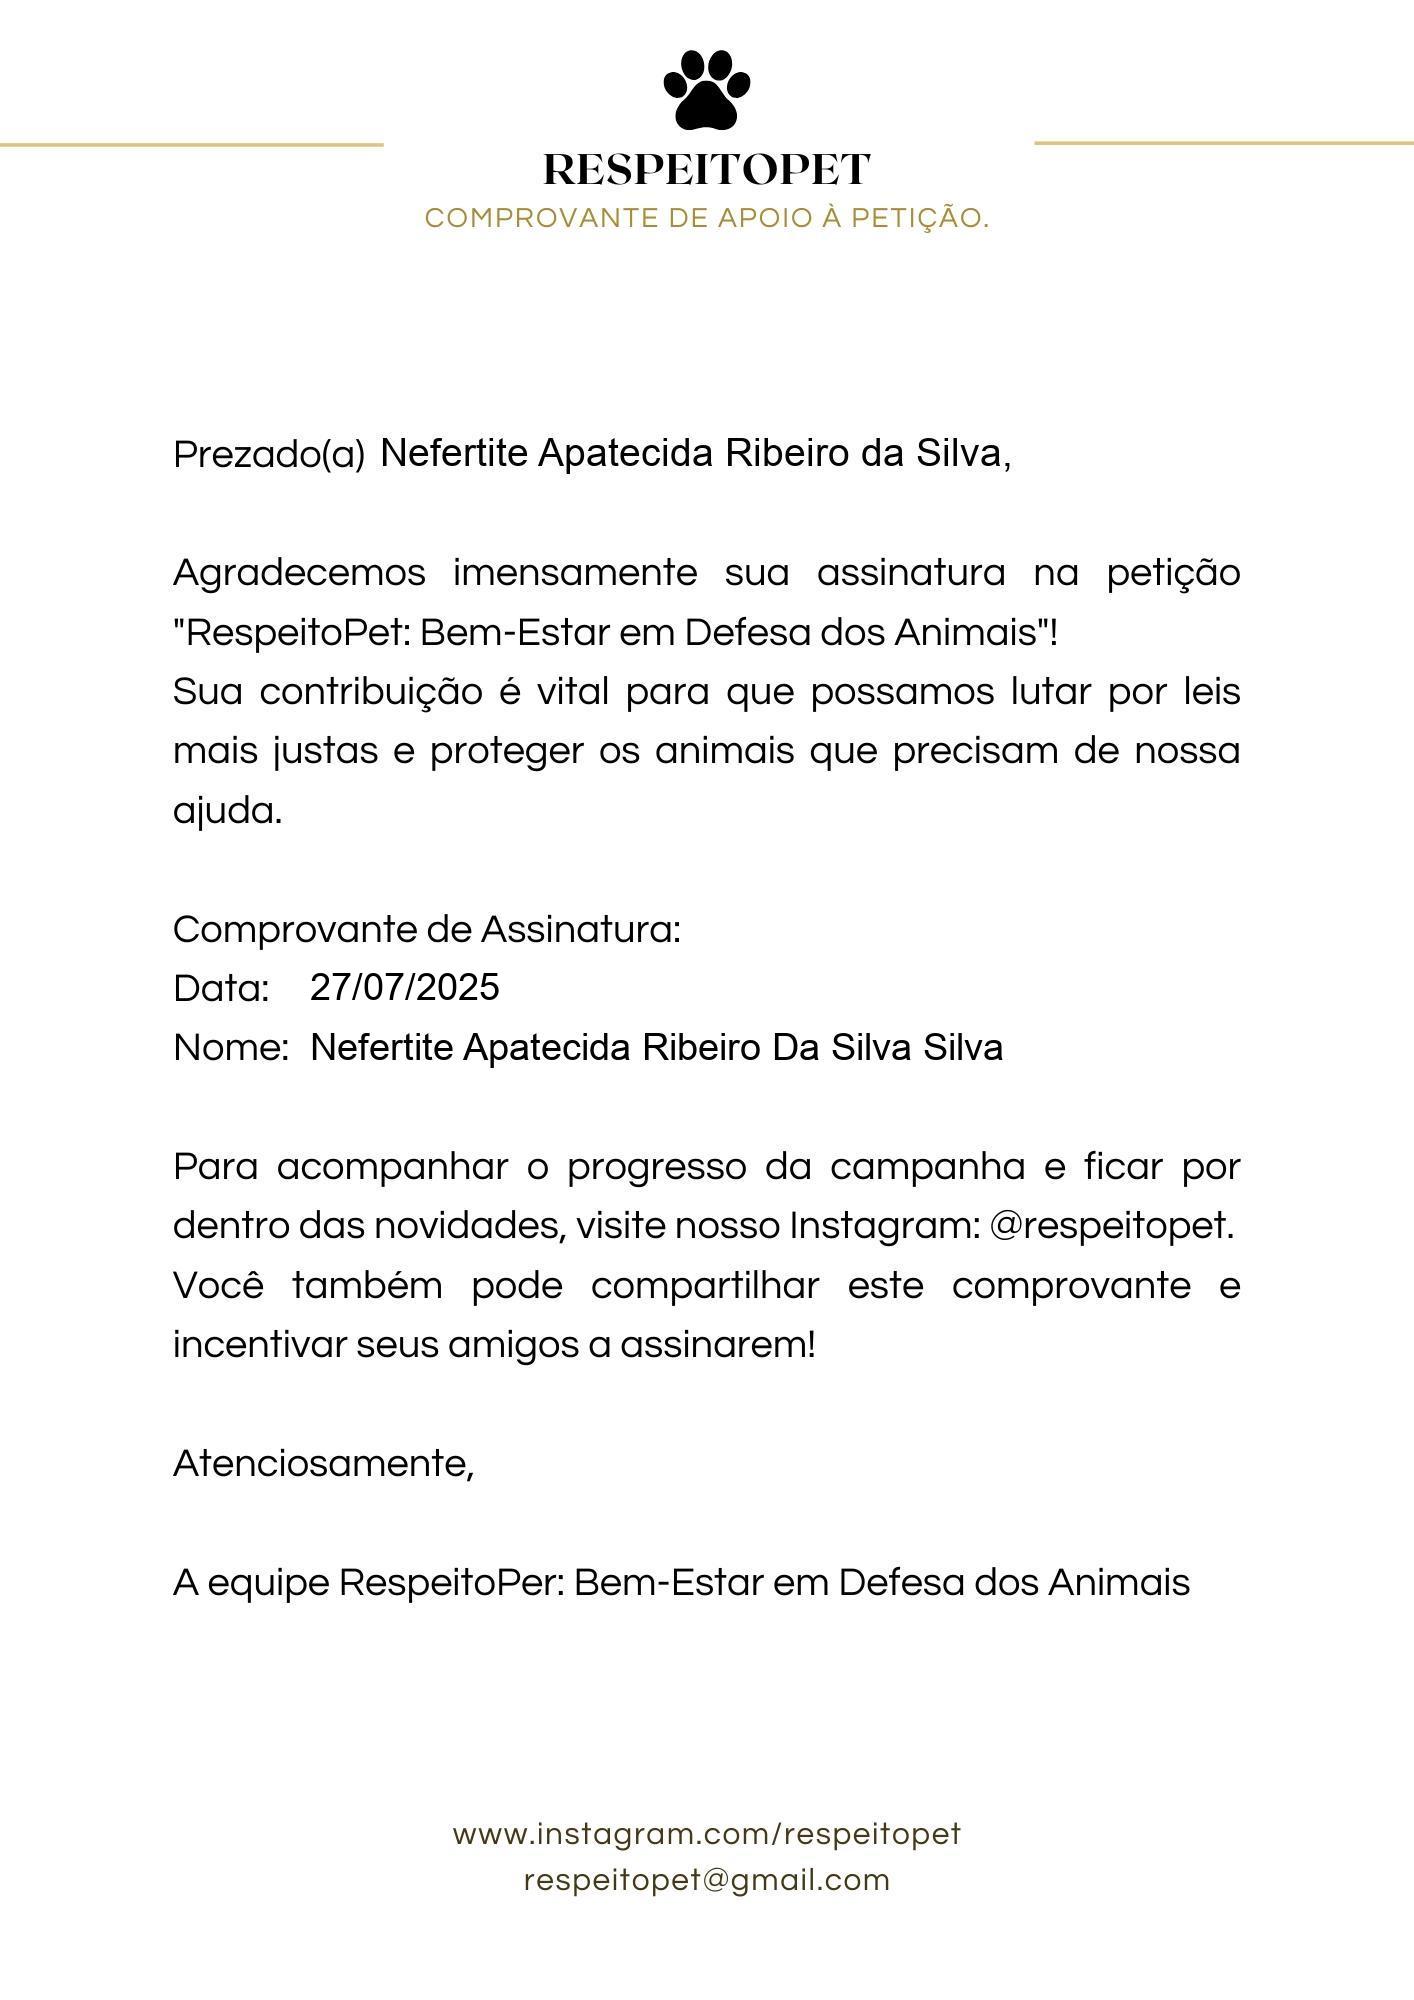 RESPEITOPET
COMPROVANTE DE APOIO À PETIÇÃO.
Prezado(a) Nefertite Apatecida Ribeiro da Silva,
Agradecemos imensamente sua assinatura na petição
"RespeitoPet: Bem-Estar em Defesa dos Animais"!
Sua contribuição é vital para que possamos lutar por leis
mais justas e proteger os animais que precisam de nossa
ajuda.
Comprovante de Assinatura:
Data: 27/07/2025
Nome: Nefertite Apatecida Ribeiro Da Silva Silva
Para acompanhar o progresso da campanha e ficar por
dentro das novidades, visite nosso Instagram: @respeitopet.
Você também pode compartilhar este comprovante e
incentivar seus amigos a assinarem!
Atenciosamente,
A equipe RespeitoPer: Bem-Estar em Defesa dos Animais
www.instagram.com/respeitopet
respeitopet@gmail.com